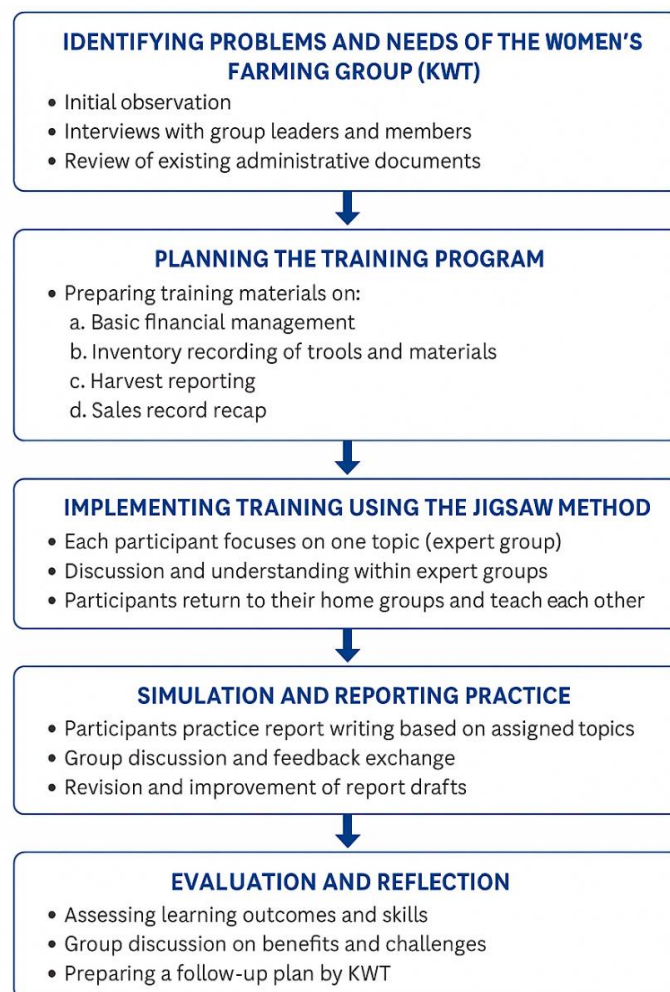 IDENTIFYING PROBLEMS AND NEEDS OF THE WOMEN'S
FARMING GROUP (KWT)
• Initial observation
• Interviews with group leaders and members
• Review of existing administrative documents
PLANNING THE TRAINING PROGRAM
• Preparing training materials on:
a. Basic financial management
b. Inventory recording of trools and materials
c. Harvest reporting
d. Sales record recap
IMPLEMENTING TRAINING USING THE JIGSAW METHOD
• Each participant focuses on one topic (expert group)
• Discussion and understanding within expert groups
• Participants return to their home groups and teach each other
SIMULATION AND REPORTING PRACTICE
• Participants practice report writing based on assigned topics
• Group discussion and feedback exchange
• Revision and improvement of report drafts
EVALUATION AND REFLECTION
• Assessing learning outcomes and skills
• Group discussion on benefits and challenges
• Preparing a follow-up plan by KWT